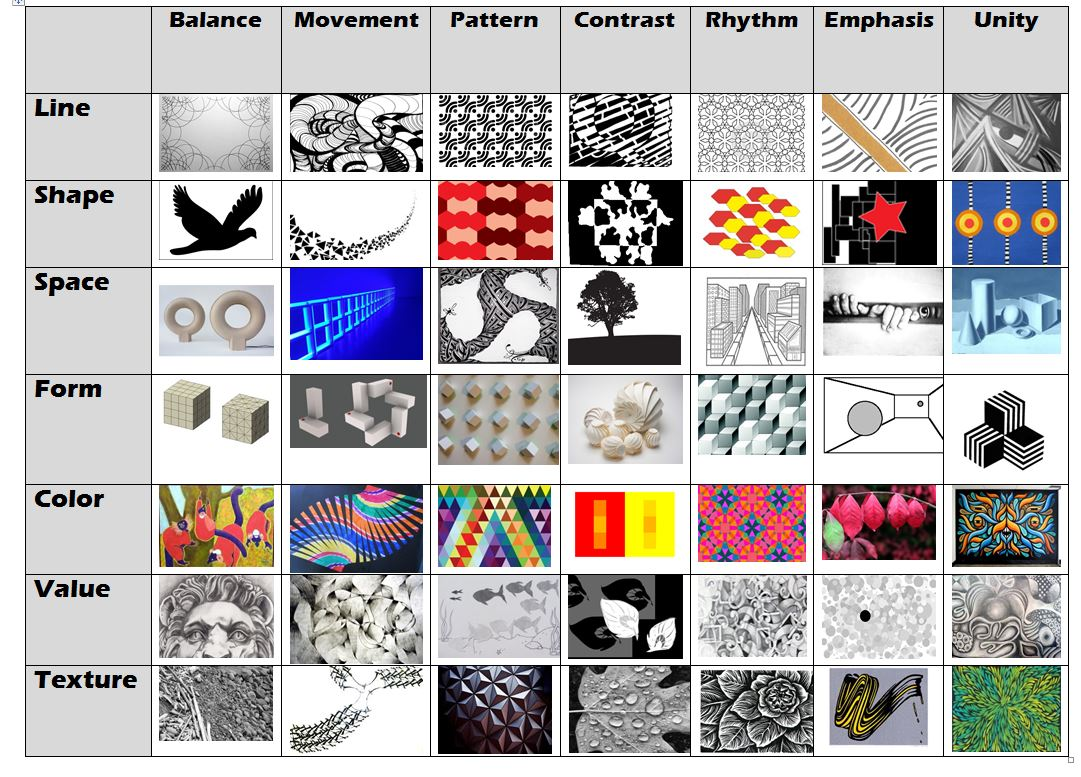 Balance Movement Pattern Contrast Rhythm Emphasis Unity
Line
Shape
Space
Form
Color
Value
Texture